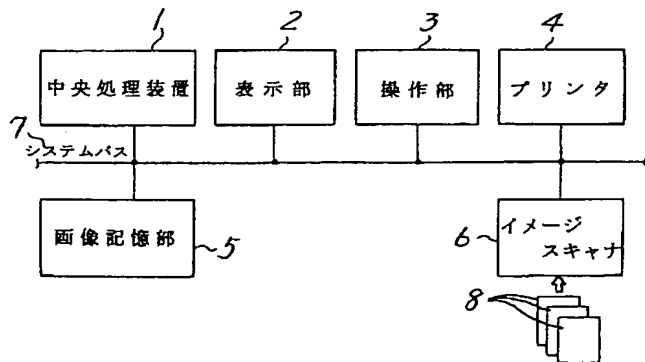 1
2
3
4
中央処理装置
表示部
操作部
プリンタ
7
システムバス
画像記憶部
5
6
イメージ
スキャナ
8